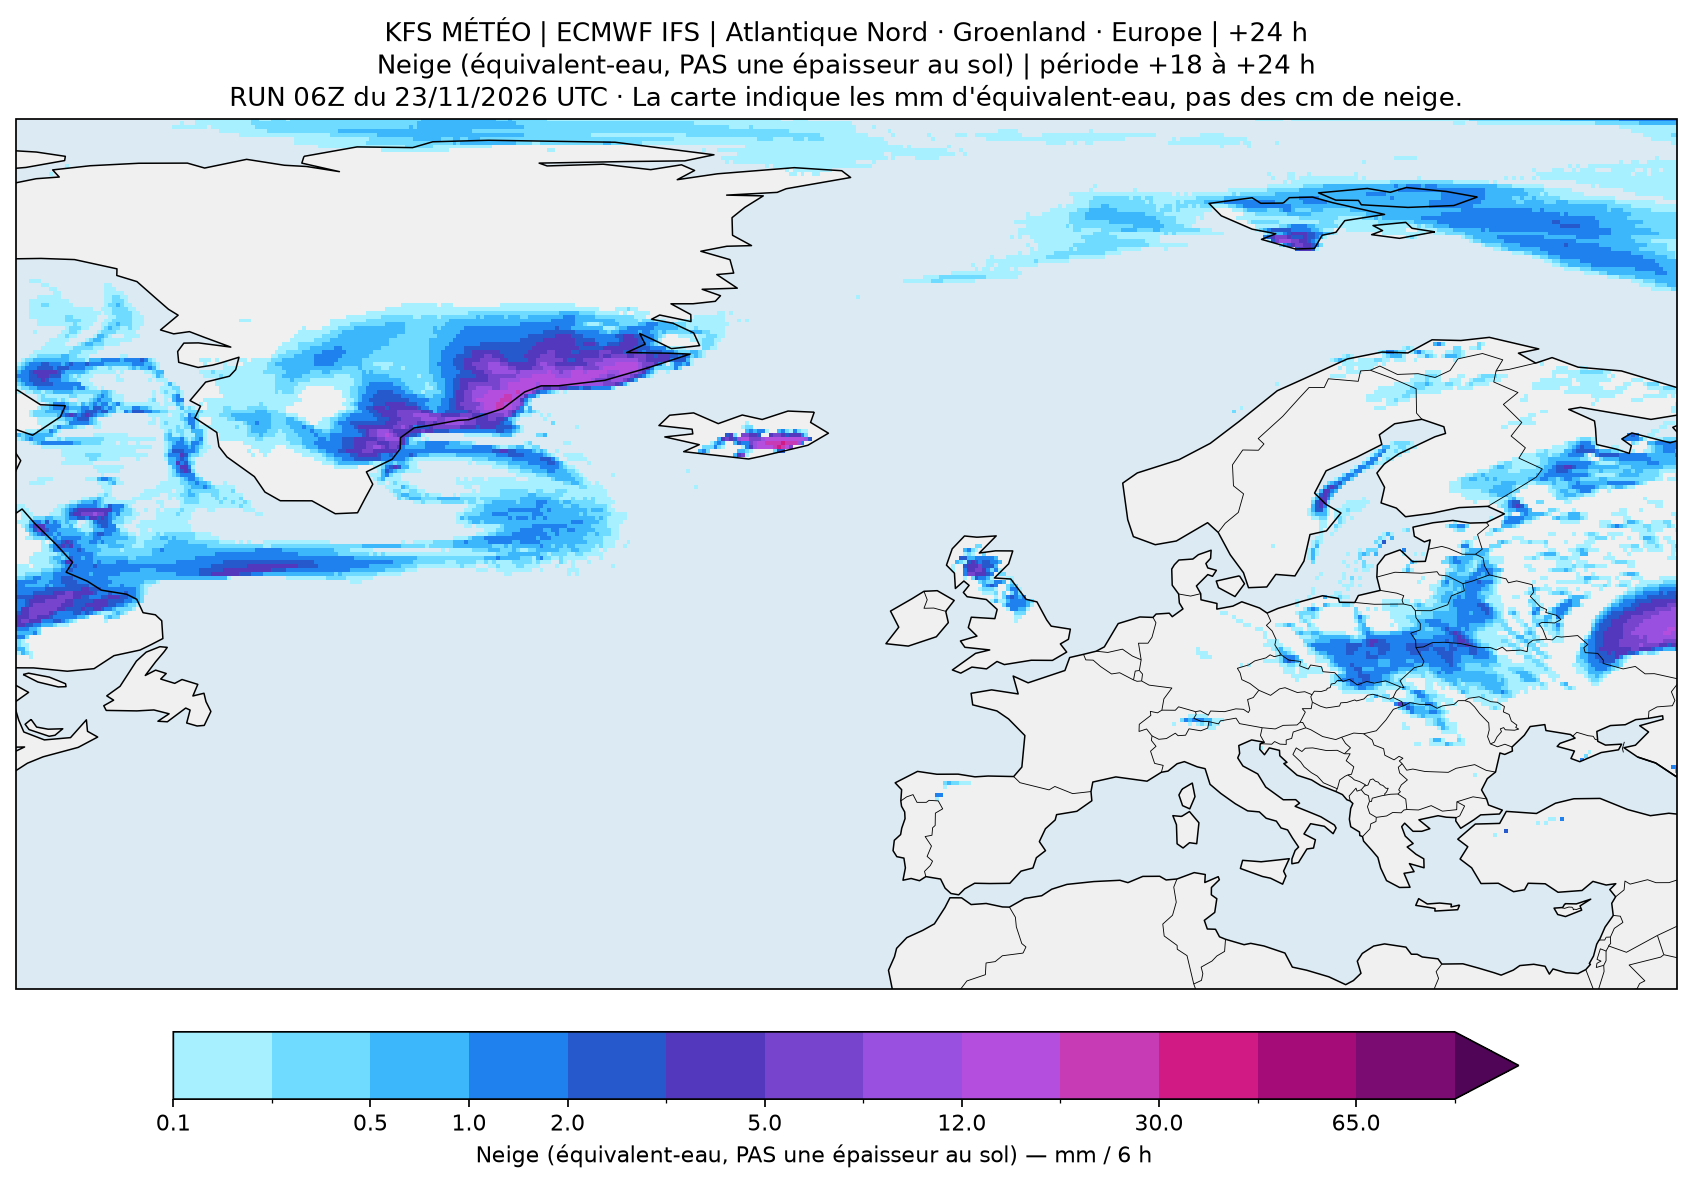 KFS MÉTÉO | ECMWF IFS | Atlantique Nord · Groenland · Europe | +24 h
Neige (équivalent-eau, PAS une épaisseur au sol) | période +18 à +24 h
RUN 06Z du 23/11/2026 UTC · La carte indique les mm d'équivalent-eau, pas des cm de neige.
0.1 0.5 1.0 2.0 5.0 12.0 30.0 65.0
Neige (équivalent-eau, PAS une épaisseur au sol) — mm / 6 h